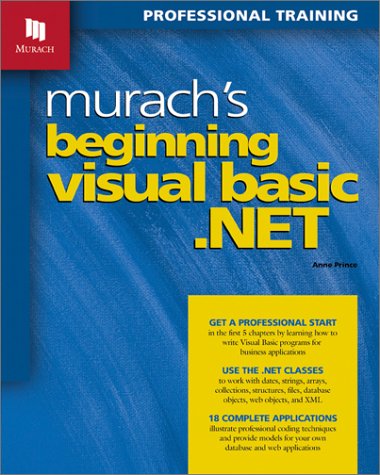 PROFESSIONAL TRAINING
MURACH
murach's
beginning
visual basic
.NET
Anne Prince
GET A PROFESSIONAL START
in the first 5 chapters by learning how to
write Visual Basic programs for
business applications
USE THE .NET CLASSES
to work with dates, strings, arrays,
collections, structures, files, database
objects, web objects, and XML
18 COMPLETE APPLICATIONS
illustrate professional coding techniques
and provide models for your own
database and web applications